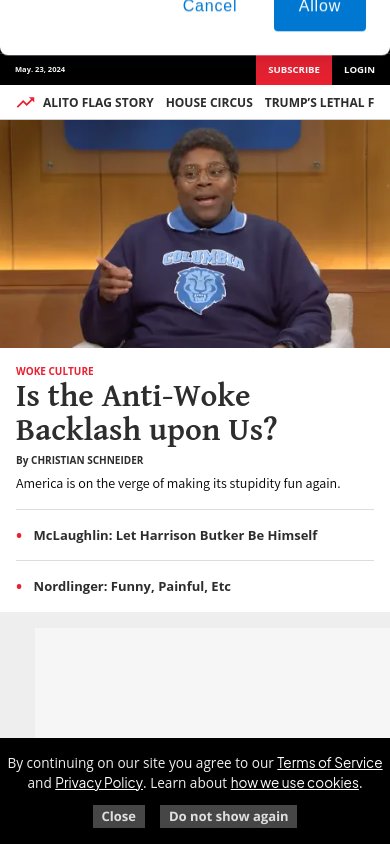 Cancel
Allow
May. 23, 2024
SUBSCRIBE
LOGIN
ALITO FLAG STORY HOUSE CIRCUS TRUMP'S LETHAL F
COLUMBIA
WOKE CULTURE
Is the Anti-Woke
Backlash upon Us?
By CHRISTIAN SCHNEIDER
America is on the verge of making its stupidity fun again.
McLaughlin: Let Harrison Butker Be Himself
Nordlinger: Funny, Painful, Etc
By continuing on our site you agree to our Terms of Service
and Privacy Policy. Learn about how we use cookies.
Close
Do not show again